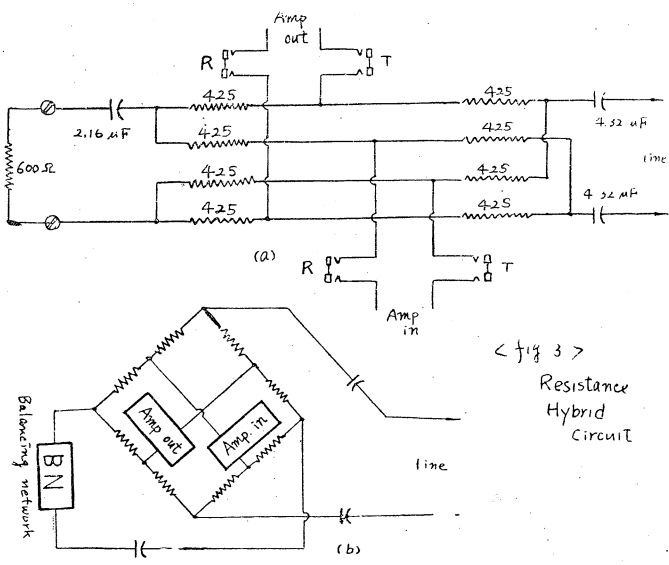 Amp
out
R
T
425
425
2.16 µF
4.32 µF
425
425
line
600Ω
425
425
425
425
4.32 µF
(a)
R
T
Amp
in
< fig 3 >
Resistance
Hybrid
Circuit
Amp out
Amp. in
line
Balancing network
BN
(b)